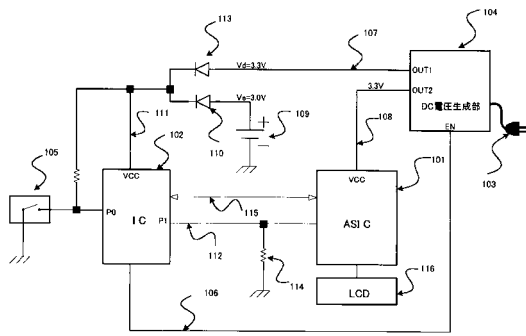 113
107
104
Vd=3.3V
OUT1
3.3V
OUT2
DC電圧生成部
Ve=3.0V
109
EN
110
108
103
111
102
105
101
VCC
VCC
P0
IC
P1
115
ASIC
112
114
116
LCD
106